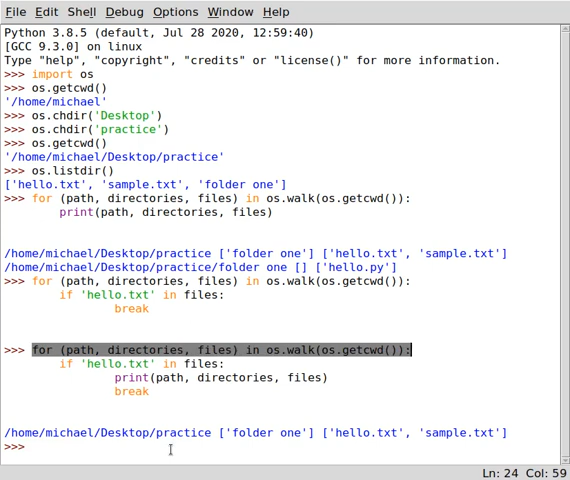 File Edit Shell Debug Options Window Help
Python 3.8.5 (default, Jul 28 2020, 12:59:40)
[GCC 9.3.0] on linux
Type "help", "copyright", "credits" or "license()" for more information.
>>> import os
>>> os.getcwd()
'/home/michael'
>>> os.chdir('Desktop')
>>> os.chdir('practice')
>>> os.getcwd()
'/home/michael/Desktop/practice'
>>> os.listdir()
['hello.txt', 'sample.txt', 'folder one']
>>> for (path, directories, files) in os.walk(os.getcwd()):
print(path, directories, files)
/home/michael/Desktop/practice ['folder one'] ['hello.txt', 'sample.txt']
/home/michael/Desktop/practice/folder one [] ['hello.py']
>>> for (path, directories, files) in os.walk(os.getcwd()):
if 'hello.txt' in files:
break
>>> for (path, directories, files) in os.walk(os.getcwd()):
if 'hello.txt' in files:
print(path, directories, files)
break
/home/michael/Desktop/practice ['folder one'] ['hello.txt', 'sample.txt']
>>>
Ln: 24 Col: 59